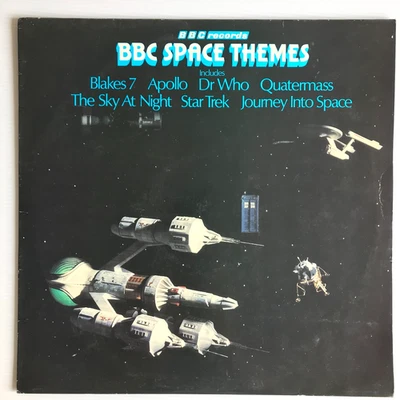 BBC records
BBC SPACE THEMES
Includes
Blakes 7 Apollo Dr Who Quatermass
The Sky At Night Star Trek Journey Into Space